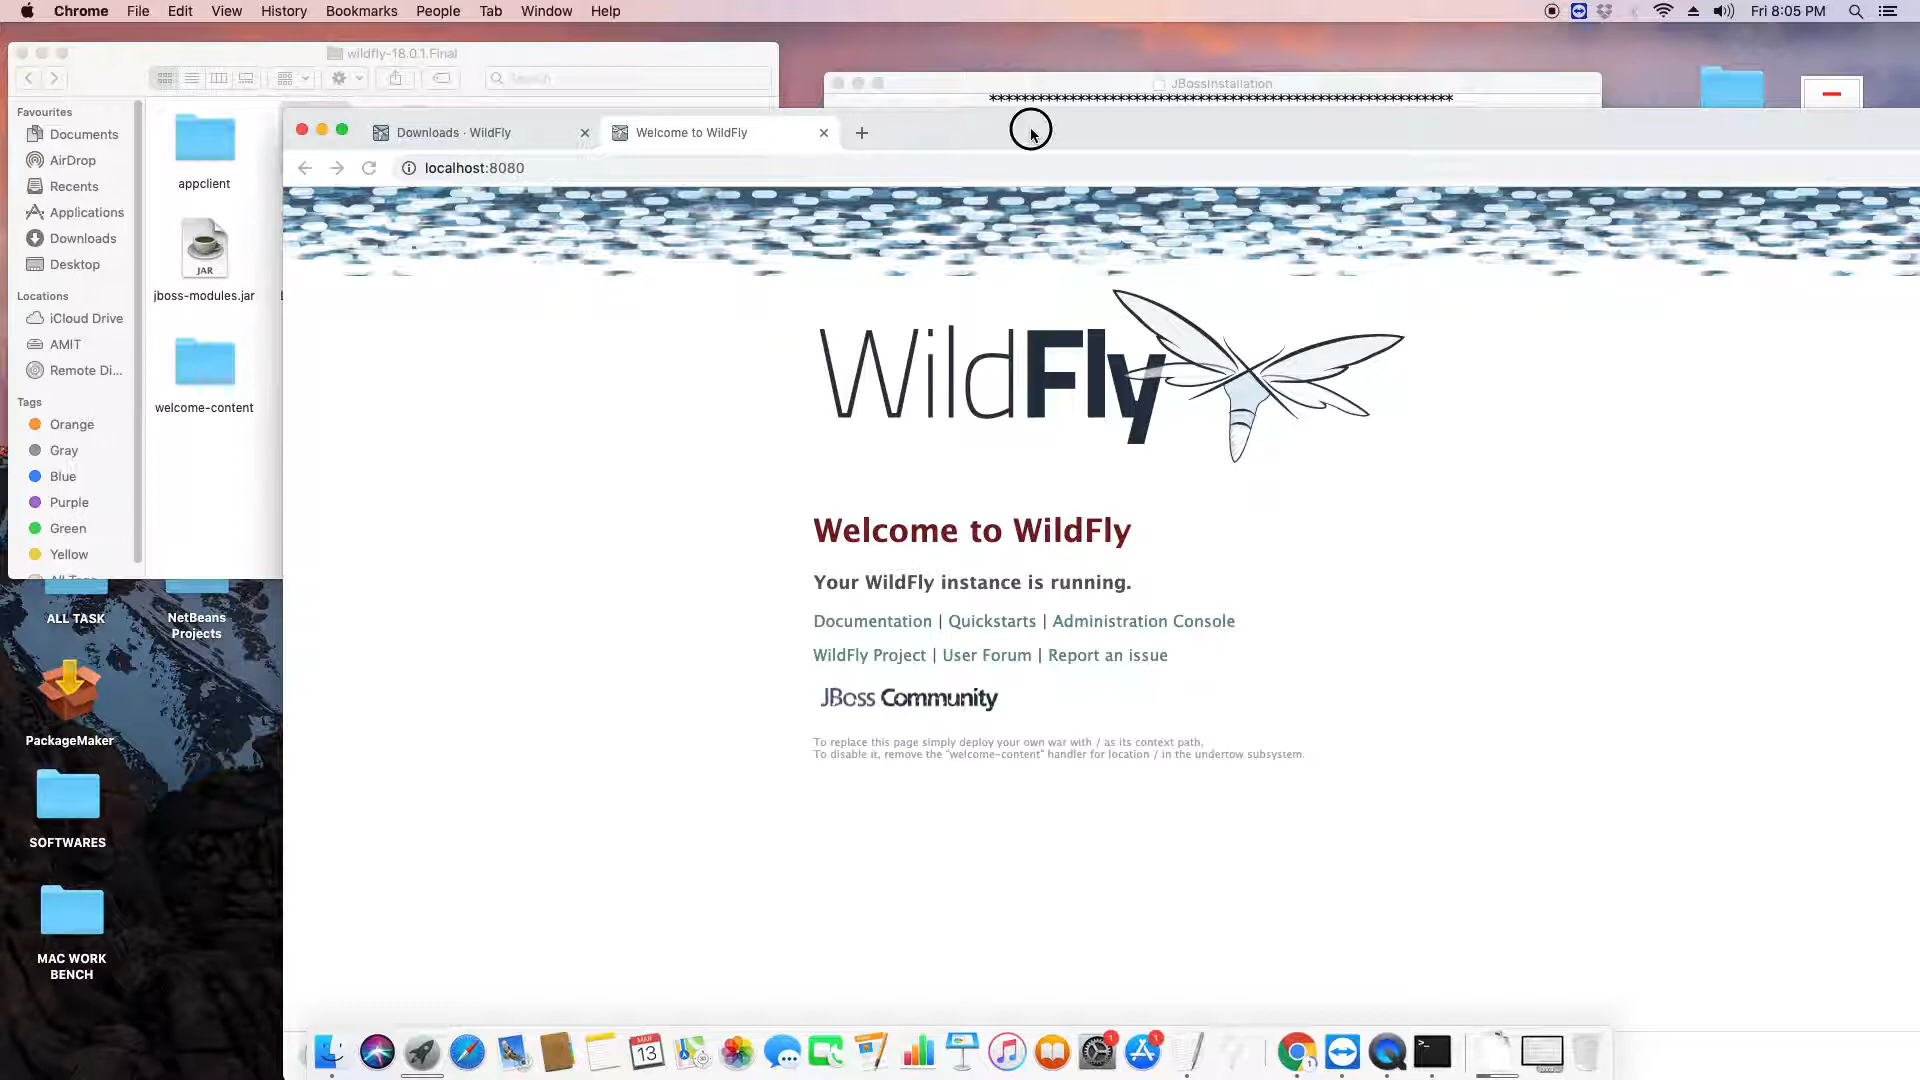 Chrome File Edit View History Bookmarks People Tab Window Help
Fri 8:05 PM
wildfly-18.0.1.Final
Search
JBossInstallation
*****************************************************************
Favourites
Documents
AirDrop
Recents
Applications
Downloads
Desktop
Locations
iCloud Drive
AMIT
Remote Di...
Tags
Orange
Gray
Blue
Purple
Green
Yellow
appclient
JAR
jboss-modules.jar
welcome-content
Downloads · WildFly
Welcome to WildFly
localhost:8080
WildFly
Welcome to WildFly
Your WildFly instance is running.
Documentation | Quickstarts | Administration Console
WildFly Project | User Forum | Report an issue
JBoss Community
To replace this page simply deploy your own war with / as its context path.
To disable it, remove the "welcome-content" handler for location / in the undertow subsystem.
ALL TASK
NetBeans
Projects
PackageMaker
SOFTWARES
MAC WORK
BENCH
MAR
13
1
1
1